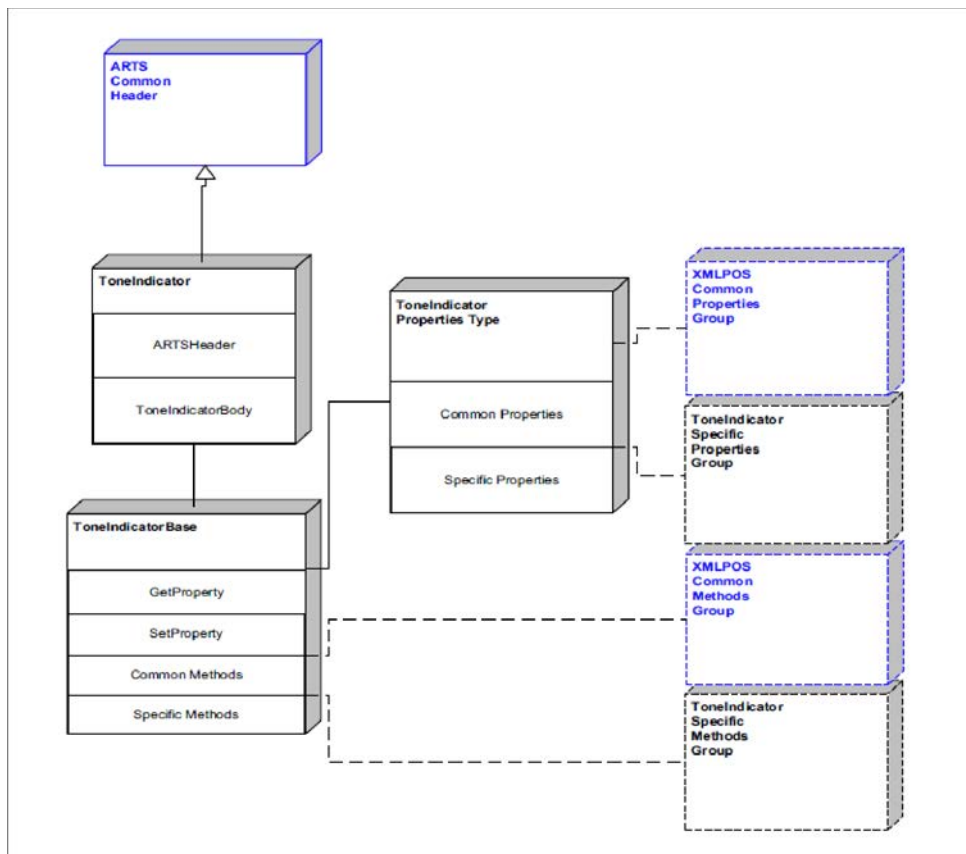 ARTS
Common
Header
ToneIndicator
ARTSHeader
ToneIndicatorBody
ToneIndicator
Properties Type
Common Properties
Specific Properties
XMLPOS
Common
Properties
Group
ToneIndicator
Specific
Properties
Group
ToneIndicatorBase
GetProperty
SetProperty
Common Methods
Specific Methods
XMLPOS
Common
Methods
Group
ToneIndicator
Specific
Methods
Group